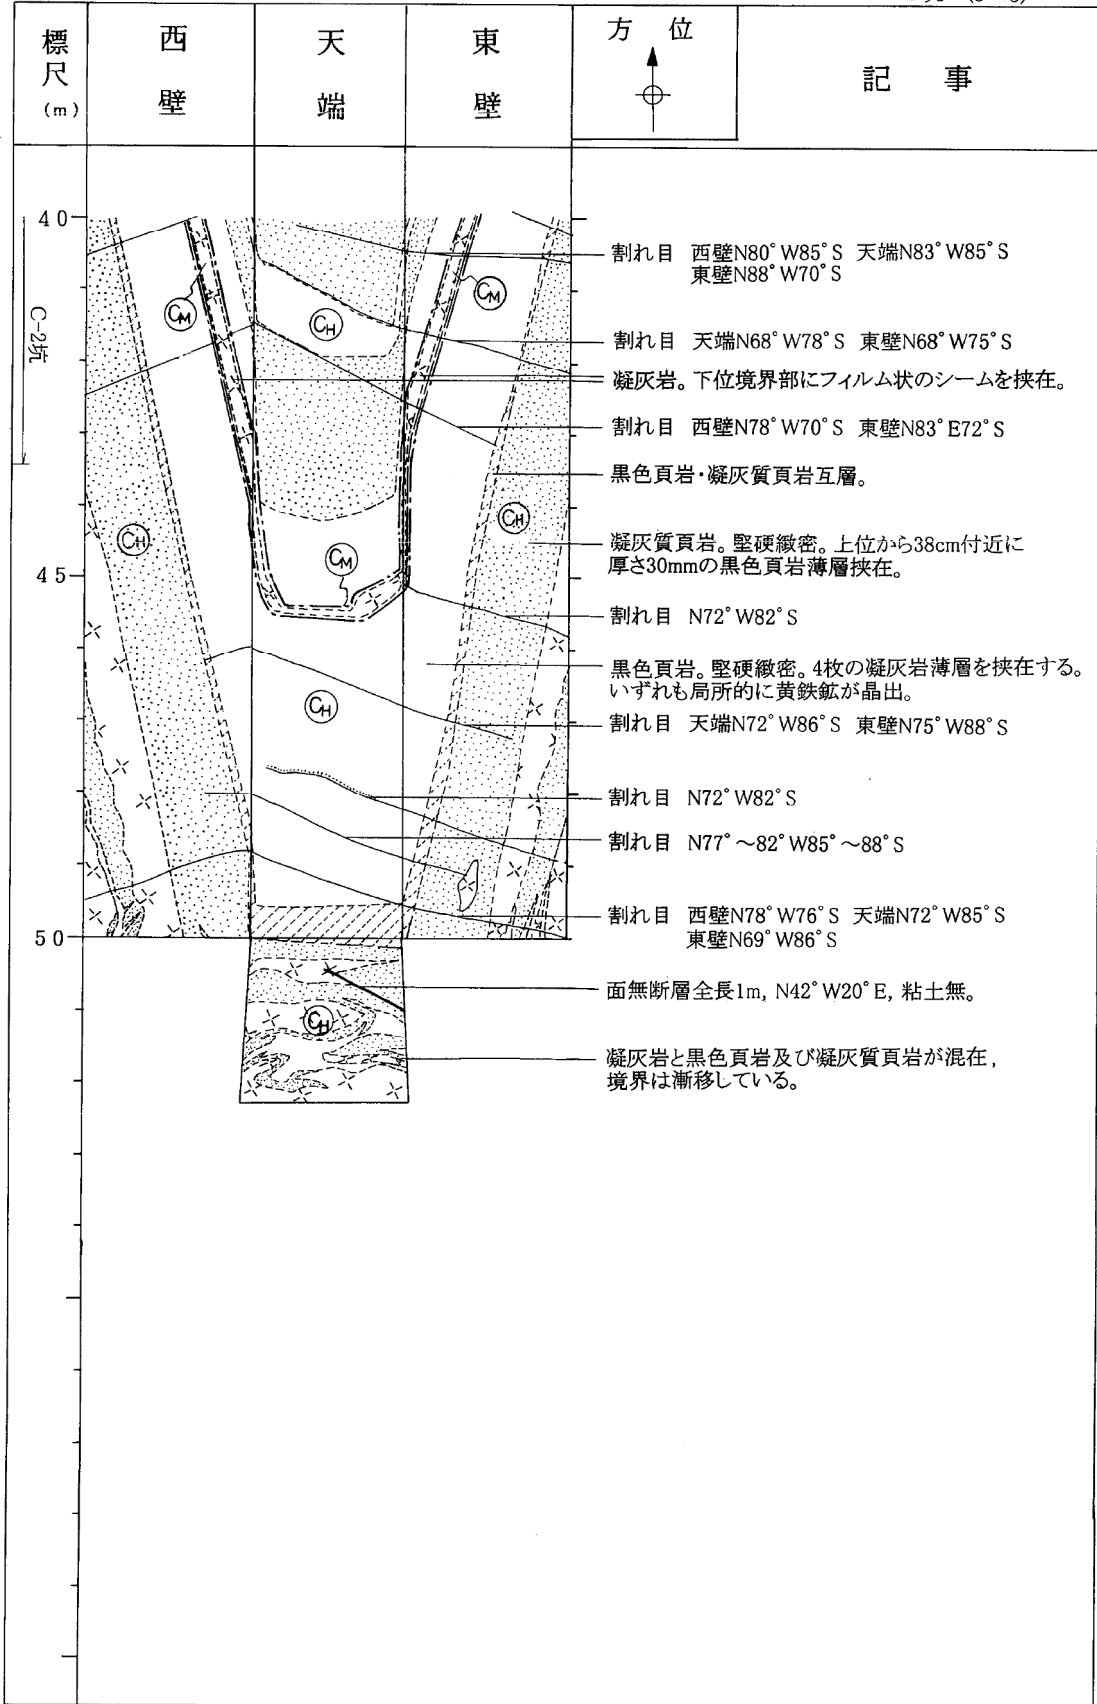 標尺
(m)
西壁
天端
東壁
方位
記事
40
C-2坑
45
50
CM
CH
CM
CH
CM
CH
CH
CH
割れ目 西壁N80°W85°S 天端N83°W85°S
東壁N88°W70°S
割れ目 天端N68°W78°S 東壁N68°W75°S
凝灰岩。下位境界部にフィルム状のシームを挟在。
割れ目 西壁N78°W70°S 東壁N83°E72°S
黒色頁岩・凝灰質頁岩互層。
凝灰質頁岩。堅硬緻密。上位から38cm付近に
厚さ30mmの黒色頁岩薄層挟在。
割れ目 N72°W82°S
黒色頁岩。堅硬緻密。4枚の凝灰岩薄層を挟在する。
いずれも局所的に黄鉄鉱が晶出。
割れ目 天端N72°W86°S 東壁N75°W88°S
割れ目 N72°W82°S
割れ目 N77°～82°W85°～88°S
割れ目 西壁N78°W76°S 天端N72°W85°S
東壁N69°W86°S
面無断層全長1m, N42°W20°E, 粘土無。
凝灰岩と黒色頁岩及び凝灰質頁岩が混在,
境界は漸移している。